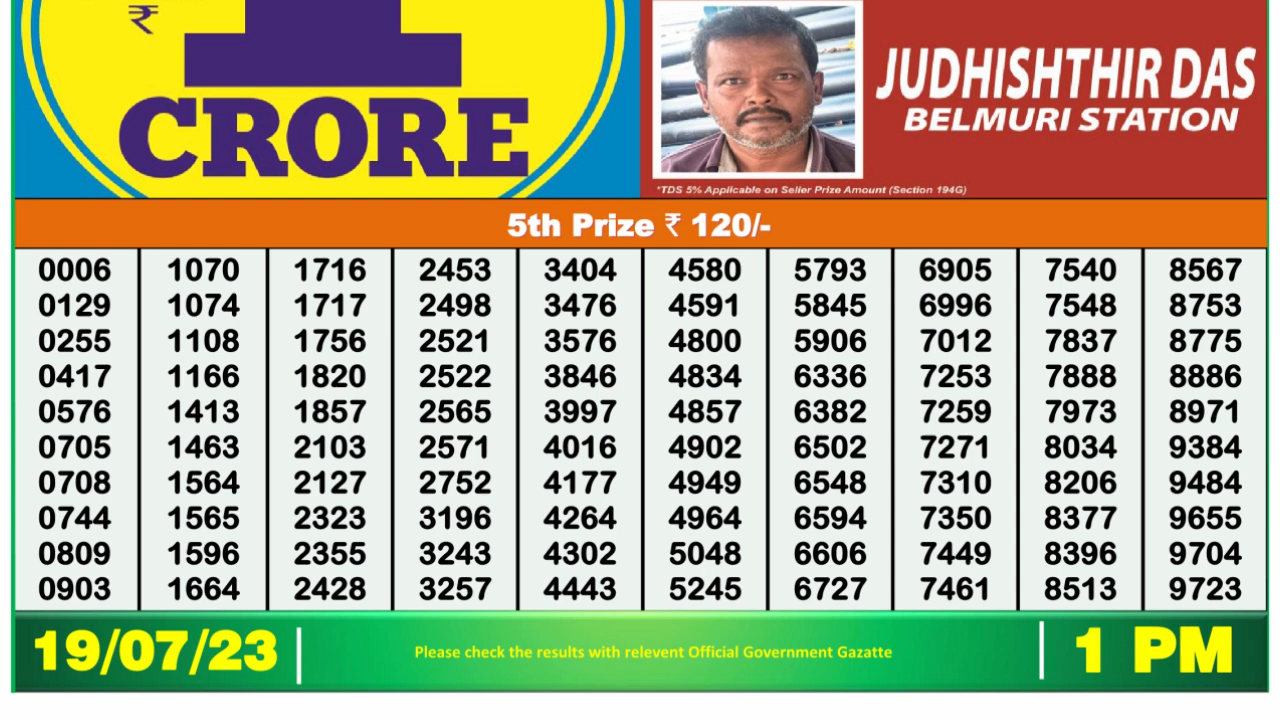 ₹ 1
CRORE
JUDHISHTHIR DAS
BELMURI STATION
*TDS 5% Applicable on Seller Prize Amount (Section 194G)
5th Prize ₹ 120/-
0006 1070 1716 2453 3404 4580 5793 6905 7540 8567
0129 1074 1717 2498 3476 4591 5845 6996 7548 8753
0255 1108 1756 2521 3576 4800 5906 7012 7837 8775
0417 1166 1820 2522 3846 4834 6336 7253 7888 8886
0576 1413 1857 2565 3997 4857 6382 7259 7973 8971
0705 1463 2103 2571 4016 4902 6502 7271 8034 9384
0708 1564 2127 2752 4177 4949 6548 7310 8206 9484
0744 1565 2323 3196 4264 4964 6594 7350 8377 9655
0809 1596 2355 3243 4302 5048 6606 7449 8396 9704
0903 1664 2428 3257 4443 5245 6727 7461 8513 9723
19/07/23 Please check the results with relevent Official Government Gazatte 1 PM